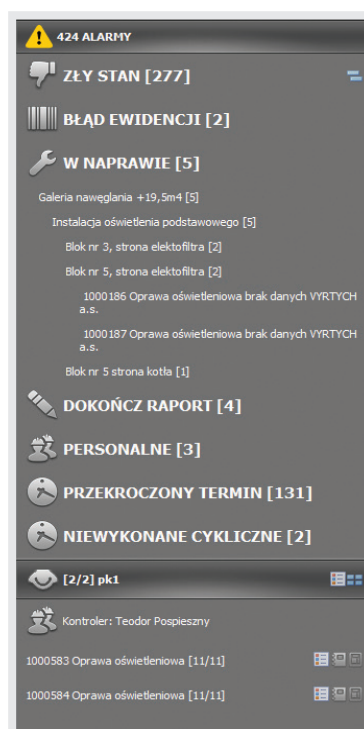 424 ALARMY
ZŁY STAN [277]
BŁĄD EWIDENCJI [2]
W NAPRAWIE [5]
Galeria nawęglania +19,5m4 [5]
Instalacja oświetlenia podstawowego [5]
Blok nr 3, strona elektofiltra [2]
Blok nr 5, strona elektofiltra [2]
1000186 Oprawa oświetleniowa brak danych VYRTYCH
a.s.
1000187 Oprawa oświetleniowa brak danych VYRTYCH
a.s.
Blok nr 5 strona kotła [1]
DOKOŃCZ RAPORT [4]
PERSONALNE [3]
PRZEKROCZONY TERMIN [131]
NIEWYKONANE CYKLICZNE [2]
[2/2] pk1
Kontroler: Teodor Pospieszny
1000583 Oprawa oświetleniowa [11/11]
1000584 Oprawa oświetleniowa [11/11]